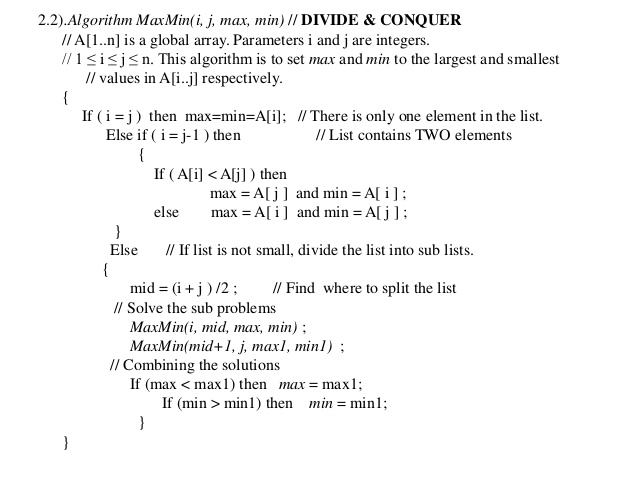 2.2).Algorithm MaxMin(i, j, max, min) // DIVIDE & CONQUER
// A[1..n] is a global array. Parameters i and j are integers.
// 1 ≤ i ≤ j ≤ n. This algorithm is to set max and min to the largest and smallest
// values in A[i..j] respectively.
{
If ( i = j ) then max=min=A[i]; // There is only one element in the list.
Else if ( i = j-1 ) then // List contains TWO elements
{
If ( A[i] < A[j] ) then
max = A[ j ] and min = A[ i ] ;
else max = A[ i ] and min = A[ j ] ;
}
Else // If list is not small, divide the list into sub lists.
{
mid = (i + j ) /2 ; // Find where to split the list
// Solve the sub problems
MaxMin(i, mid, max, min) ;
MaxMin(mid+1, j, max1, min1) ;
// Combining the solutions
If (max < max1) then max = max1;
If (min > min1) then min = min1;
}
}